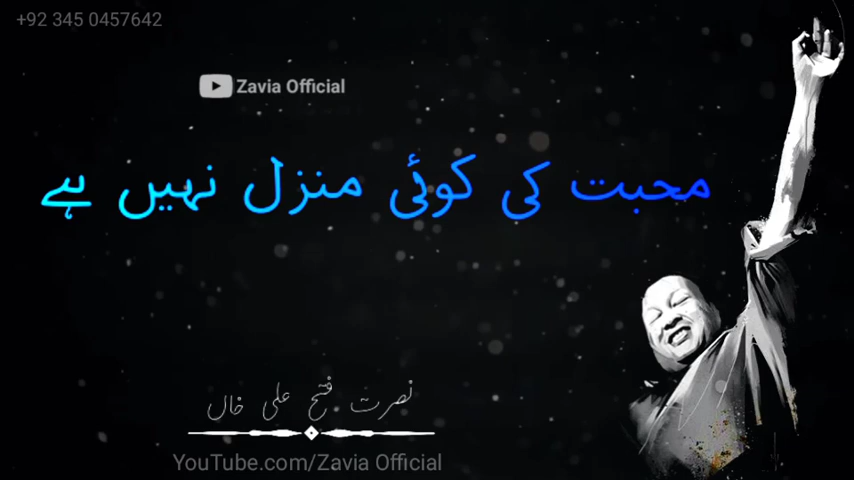 +92 345 0457642
Zavia Official
محبت کی کوئی منزل نہیں ہے
نصرت فتح علی خاں
YouTube.com/Zavia Official